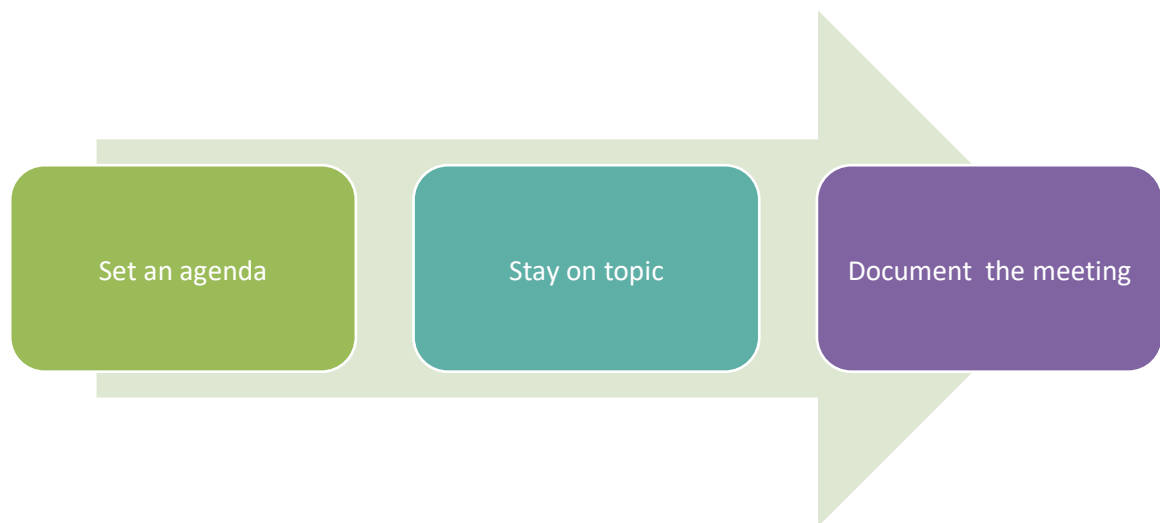 Set an agenda
Stay on topic
Document  the meeting